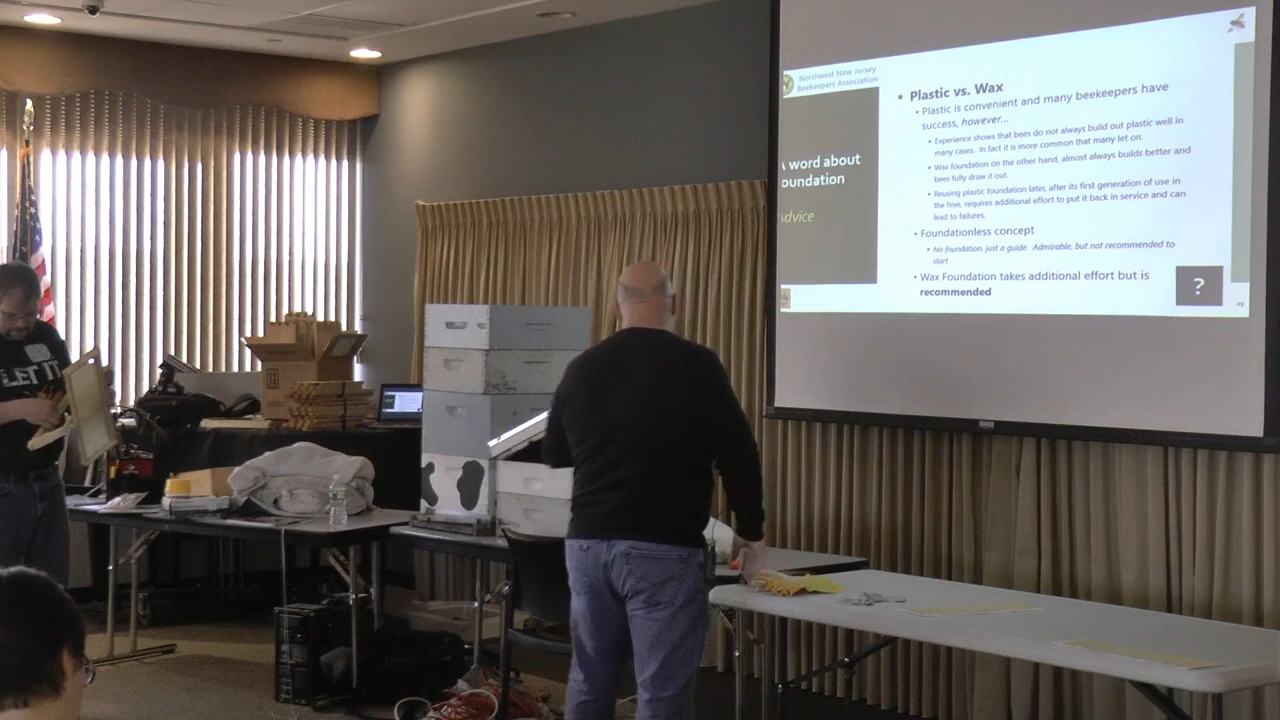 Northwest New Jersey
Beekeepers Association
A word about
oundation
Advice
Plastic vs. Wax
Plastic is convenient and many beekeepers have
success, however...
Experience shows that bees do not always build out plastic well in
many cases. In fact it is more common that many let on.
Wax foundation on the other hand, almost always builds better and
bees fully draw it out.
Reusing plastic foundation later, after its first generation of use in
the hive, requires additional effort to put it back in service and can
lead to failures.
Foundationless concept
No foundation, just a guide. Admirable, but not recommended to
start
Wax Foundation takes additional effort but is
recommended
?
LET IT